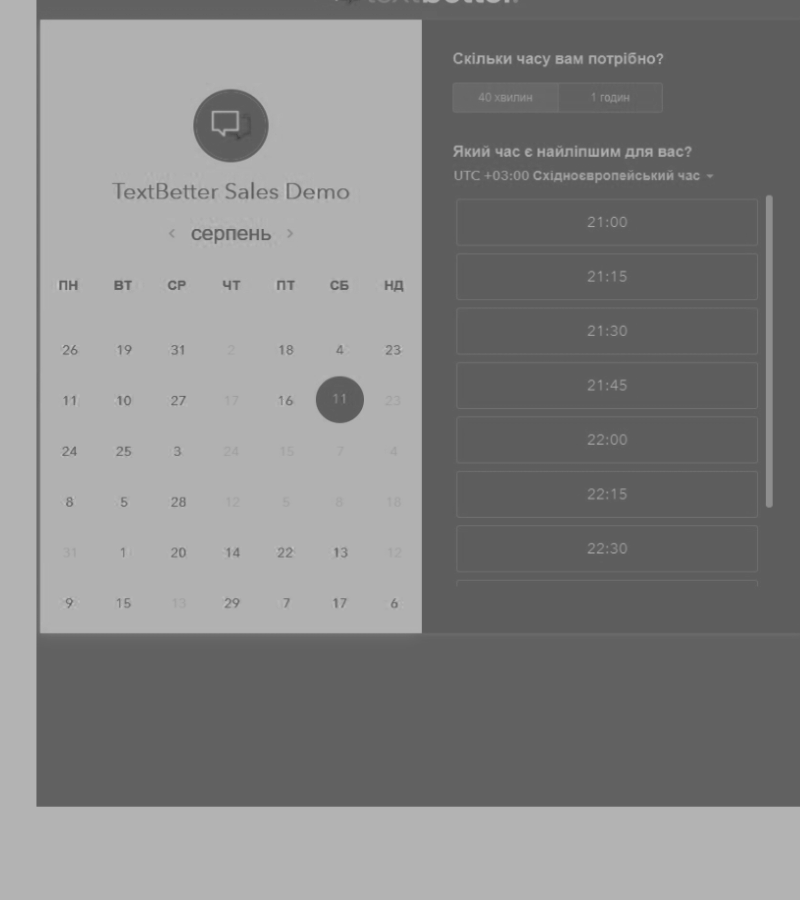 textbetter.
TextBetter Sales Demo
‹ серпень ›
ПН ВТ СР ЧТ ПТ СБ НД
26 19 31 2 18 4 23
11 10 27 17 16 11 23
24 25 3 24 15 7 4
8 5 28 12 5 8 18
31 1 20 14 22 13 12
9 15 13 29 7 17 6
Скільки часу вам потрібно?
40 хвилин 1 годин
Який час є найліпшим для вас?
UTC +03:00 Східноєвропейський час
21:00
21:15
21:30
21:45
22:00
22:15
22:30